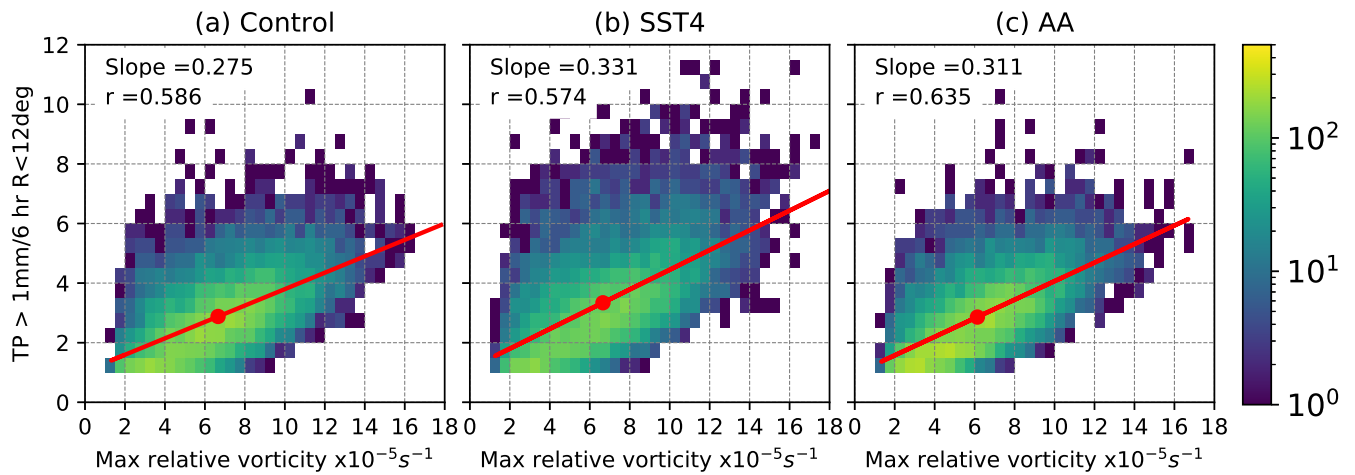 (a) Control
(b) SST4
(c) AA
Slope =0.275
r =0.586
Slope =0.331
r =0.574
Slope =0.311
r =0.635
TP > 1mm/6 hr R<12deg
12
10
8
6
4
2
0
0 2 4 6 8 10 12 14 16 18
0 2 4 6 8 10 12 14 16 18
0 2 4 6 8 10 12 14 16 18
Max relative vorticity x10⁻⁵s⁻¹
Max relative vorticity x10⁻⁵s⁻¹
Max relative vorticity x10⁻⁵s⁻¹
10²
10¹
10⁰